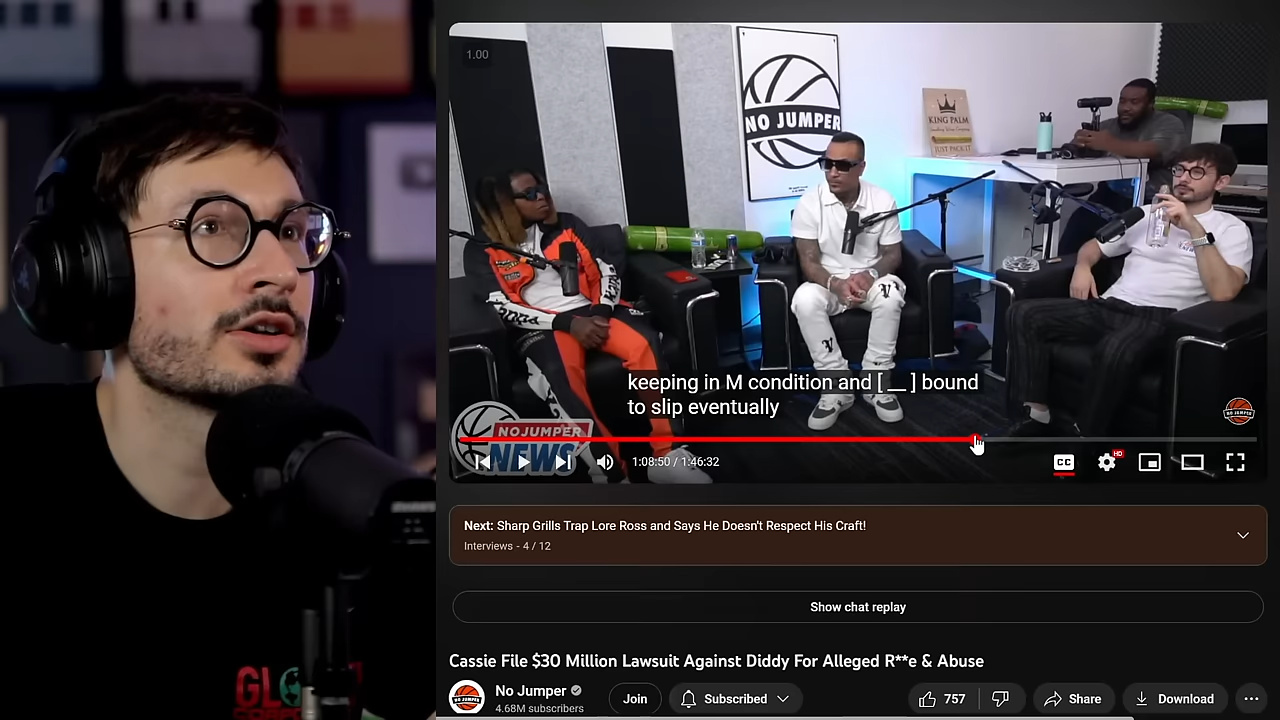 1.00
NO JUMPER
KING PALM
JUST PACK IT
keeping in M condition and [ __ ] bound
to slip eventually
NOJUMPER
NEWS
1:08:50 / 1:46:32
CC
HD
Next: Sharp Grills Trap Lore Ross and Says He Doesn't Respect His Craft!
Interviews - 4 / 12
Show chat replay
Cassie File $30 Million Lawsuit Against Diddy For Alleged R**e & Abuse
No Jumper
4.68M subscribers
Join
Subscribed
757
Share
Download